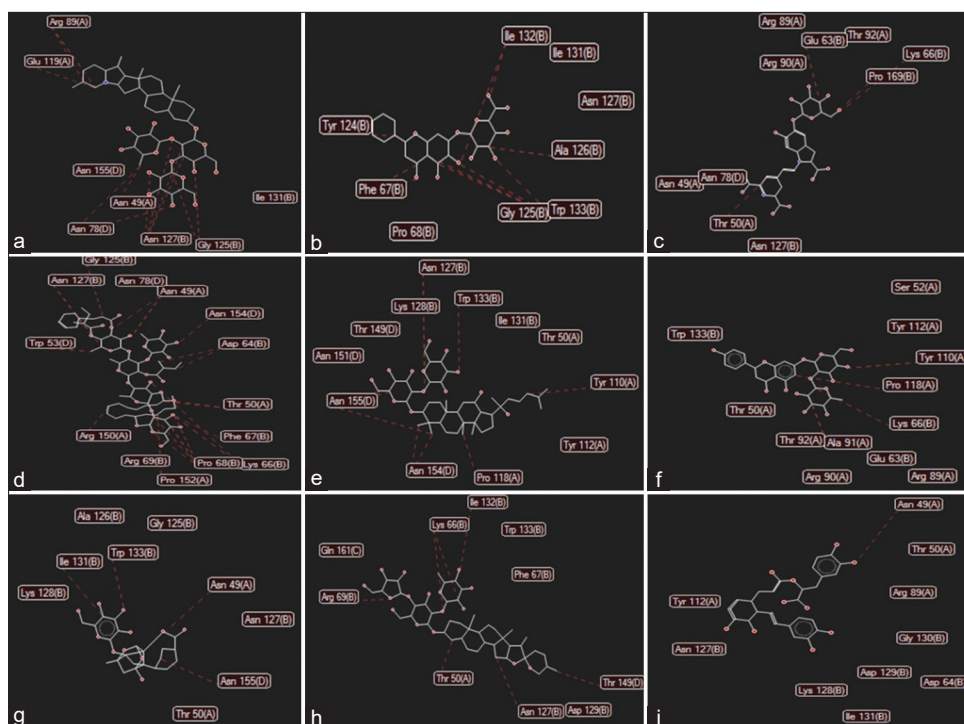 Arg 89(A)
Glu 119(A)
Asn 155(D)
Asn 49(A)
Asn 78(D)
Asn 127(B)
Gly 125(B)
Ile 131(B)
a
Ile 132(B)
Ile 131(B)
Asn 127(B)
Tyr 124(B)
Ala 126(B)
Phe 67(B)
Gly 125(B)
Trp 133(B)
Pro 68(B)
b
Arg 89(A)
Glu 63(B)
Thr 92(A)
Arg 90(A)
Lys 66(B)
Pro 169(B)
Asn 49(A)
Asn 78(D)
Thr 50(A)
Asn 127(B)
c
Gly 125(B)
Asn 127(B)
Asn 78(D)
Asn 49(A)
Asn 154(D)
Trp 53(D)
Asp 64(B)
Thr 50(A)
Arg 150(A)
Phe 67(B)
Arg 69(B)
Pro 68(B)
Lys 66(B)
Pro 152(A)
d
Asn 127(B)
Lys 128(B)
Trp 133(B)
Thr 149(D)
Ile 131(B)
Thr 50(A)
Asn 151(D)
Tyr 110(A)
Asn 155(D)
Tyr 112(A)
Asn 154(D)
Pro 118(A)
e
Ser 52(A)
Tyr 112(A)
Trp 133(B)
Tyr 110(A)
Pro 118(A)
Thr 50(A)
Lys 66(B)
Thr 92(A)
Ala 91(A)
Glu 63(B)
Arg 90(A)
Arg 89(A)
f
Ala 126(B)
Gly 125(B)
Trp 133(B)
Ile 131(B)
Lys 128(B)
Asn 49(A)
Asn 127(B)
Asn 155(D)
Thr 50(A)
g
Ile 132(B)
Lys 66(B)
Trp 133(B)
Gln 161(C)
Phe 67(B)
Arg 69(B)
Thr 50(A)
Thr 149(D)
Asn 127(B)
Asp 129(B)
h
Asn 49(A)
Thr 50(A)
Arg 89(A)
Tyr 112(A)
Gly 130(B)
Asn 127(B)
Asp 129(B)
Asp 64(B)
Lys 128(B)
Ile 131(B)
i